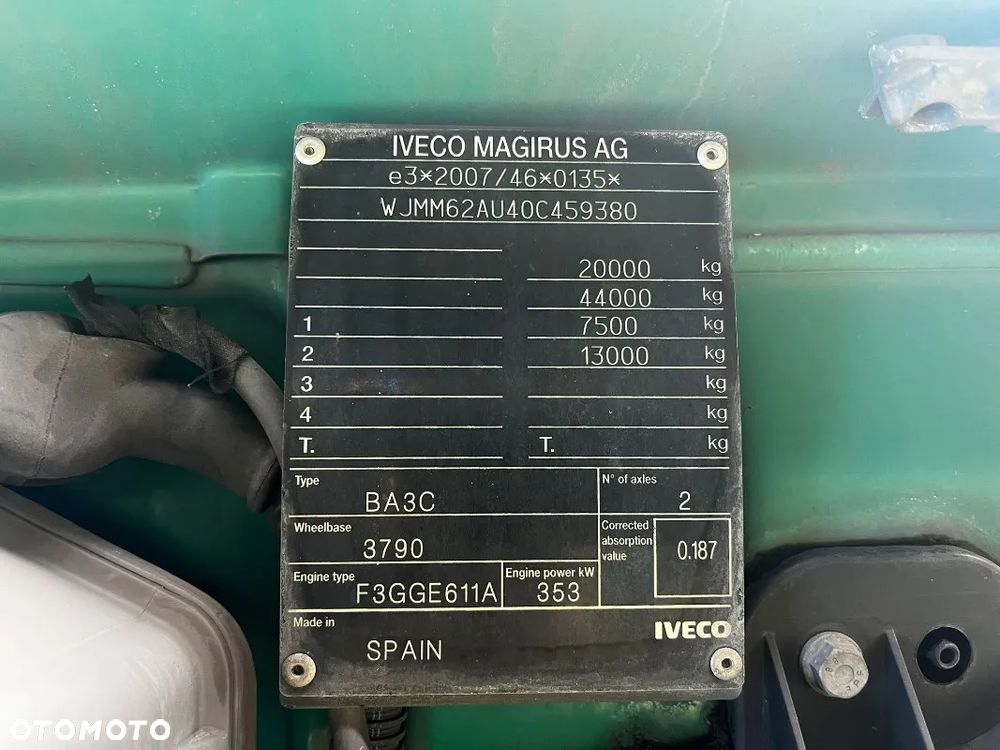 IVECO MAGIRUS AG
e3*2007/46*0135*
WJMM62AU40C459380
20000 kg
44000 kg
1 7500 kg
2 13000 kg
3 kg
4 kg
T. T. kg
Type BA3C N° of axles 2
Wheelbase 3790 Corrected absorption value 0.187
Engine type F3GGE611A Engine power kW 353
Made in SPAIN IVECO
8.8
OTOMOTO